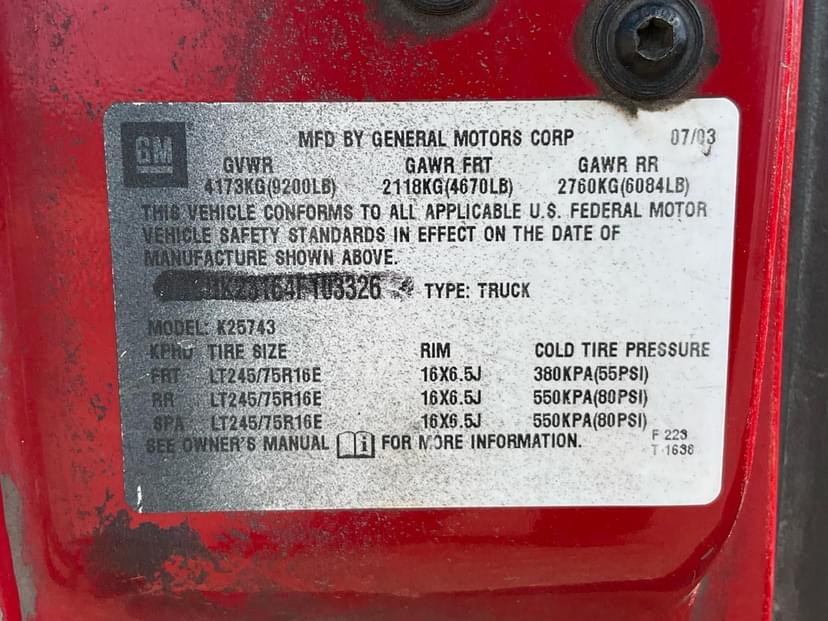 GM
MFD BY GENERAL MOTORS CORP 07/03
GVWR GAWR FRT GAWR RR
4173KG(9200LB) 2118KG(4670LB) 2760KG(6084LB)
THIS VEHICLE CONFORMS TO ALL APPLICABLE U.S. FEDERAL MOTOR
VEHICLE SAFETY STANDARDS IN EFFECT ON THE DATE OF
MANUFACTURE SHOWN ABOVE.
TYPE: TRUCK
MODEL: K25743
TIRE SIZE RIM COLD TIRE PRESSURE
FRT LT245/75R16E 16X6.5J 380KPA(55PSI)
RR LT245/75R16E 16X6.5J 550KPA(80PSI)
SPA LT245/75R16E 16X6.5J 550KPA(80PSI)
SEE OWNER'S MANUAL i FOR MORE INFORMATION.
F 223
T 1636